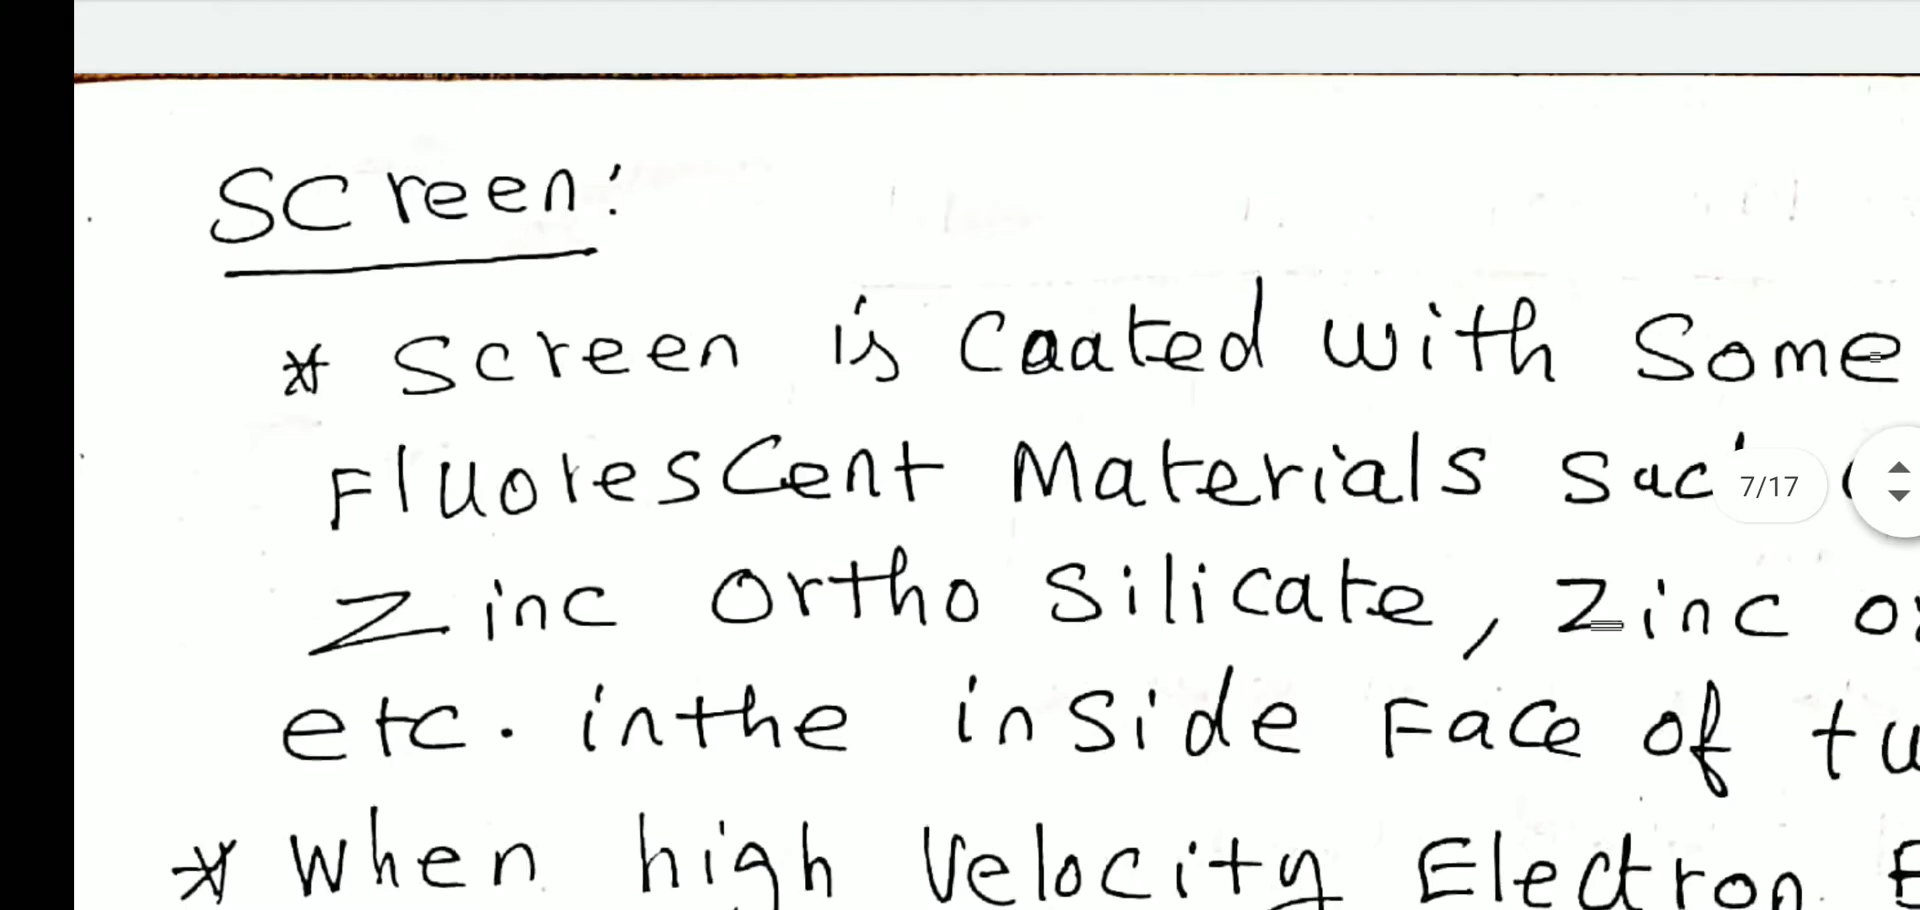 Screen:
* Screen is Caated with Some
Fluorescent Materials
7/17
Zinc Ortho Silicate, Zinc
etc. inthe inside Face of
* When high Velocity Electron